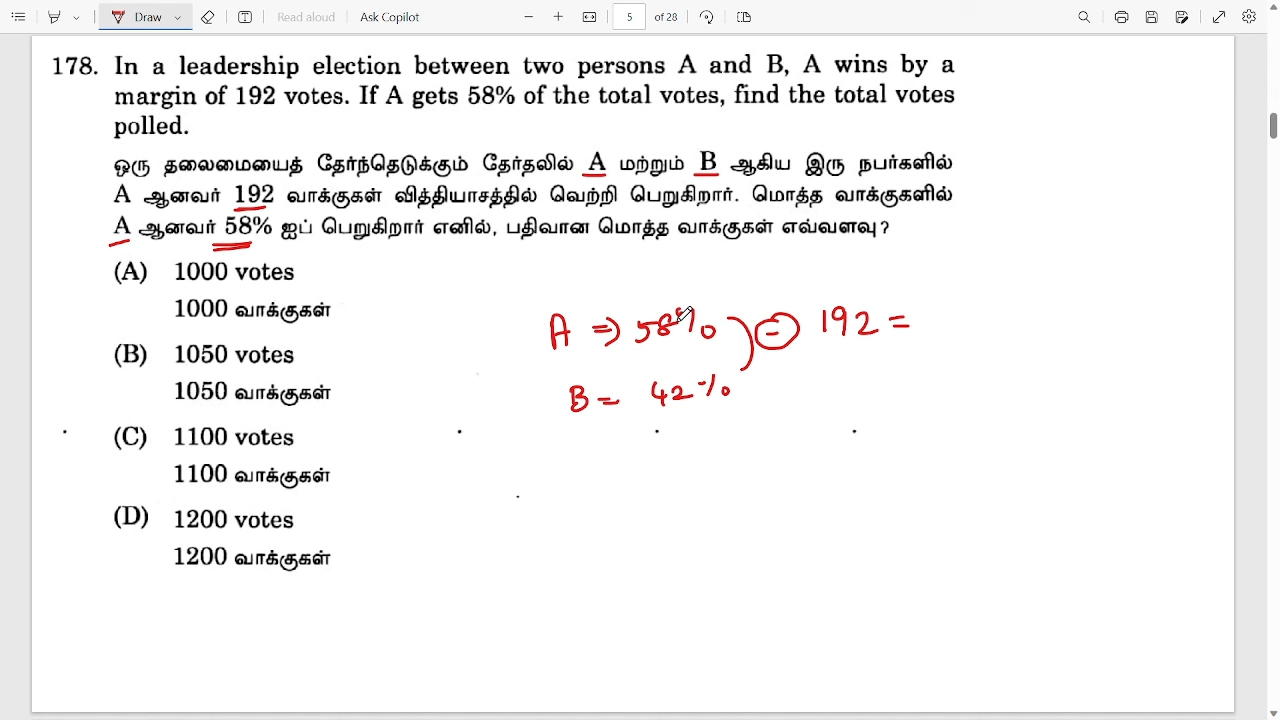 Draw
Read aloud
Ask Copilot
5
of 28
178. In a leadership election between two persons A and B, A wins by a
margin of 192 votes. If A gets 58% of the total votes, find the total votes
polled.
ஒரு தலைமையைத் தேர்ந்தெடுக்கும் தேர்தலில் A மற்றும் B ஆகிய இரு நபர்களில்
A ஆனவர் 192 வாக்குகள் வித்தியாசத்தில் வெற்றி பெறுகிறார். மொத்த வாக்குகளில்
A ஆனவர் 58% ஐப் பெறுகிறார் எனில், பதிவான மொத்த வாக்குகள் எவ்வளவு?
(A) 1000 votes
1000 வாக்குகள்
(B) 1050 votes
1050 வாக்குகள்
(C) 1100 votes
1100 வாக்குகள்
(D) 1200 votes
1200 வாக்குகள்
A ⇒ 58% ) - 192 =
B = 42%